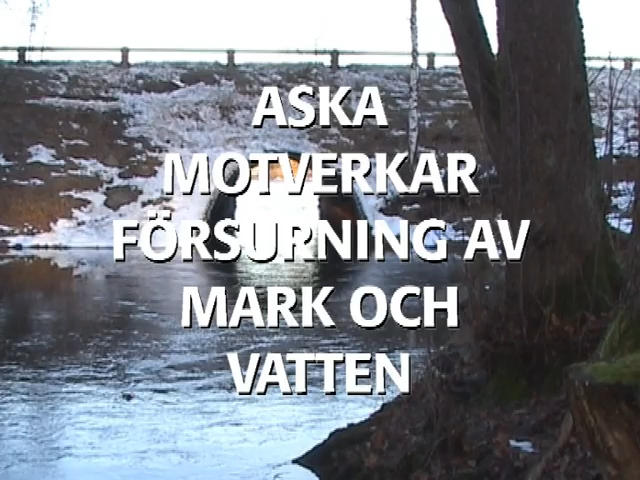 ASKA
MOTVERKAR
FÖRSURNING AV
MARK OCH
VATTEN